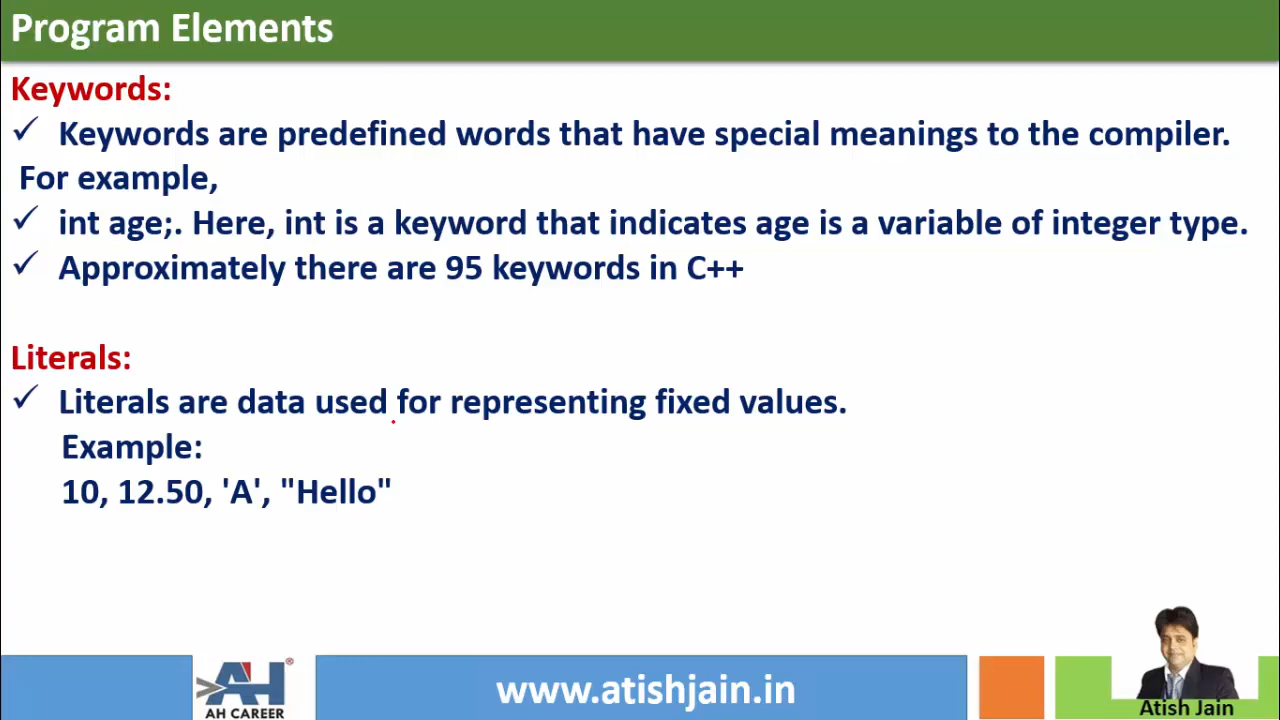 Program Elements
Keywords:
✓ Keywords are predefined words that have special meanings to the compiler.
For example,
✓ int age;. Here, int is a keyword that indicates age is a variable of integer type.
✓ Approximately there are 95 keywords in C++
Literals:
✓ Literals are data used for representing fixed values.
Example:
10, 12.50, 'A', "Hello"
AH ®
AH CAREER
www.atishjain.in
Atish Jain